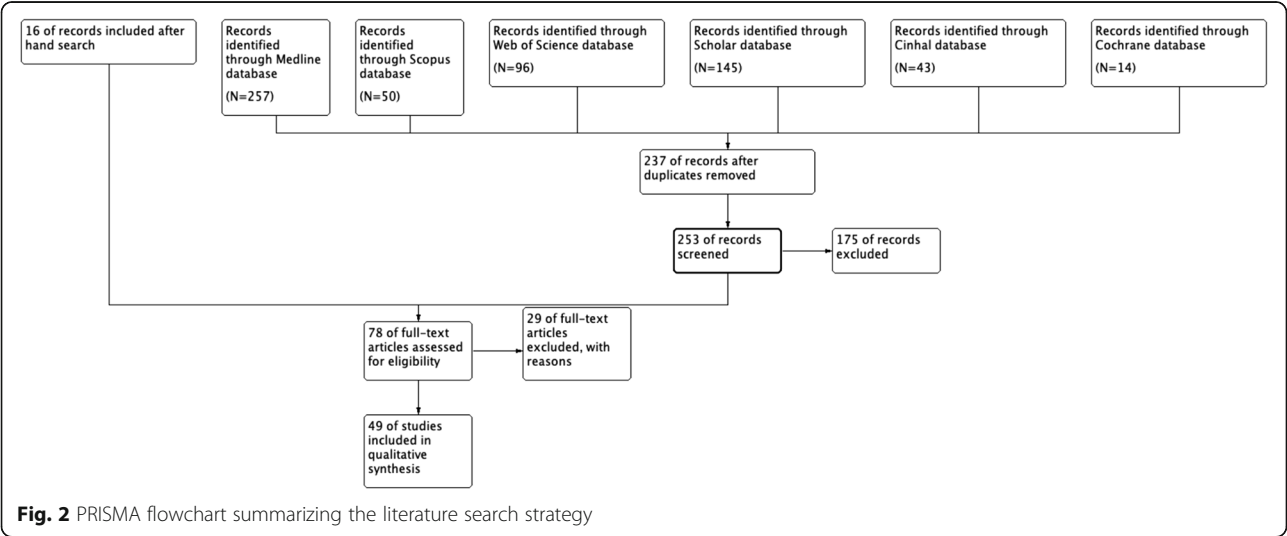 16 of records included after
hand search
Records
identified
through Medline
database
(N=257)
Records
identified
through Scopus
database
(N=50)
Records identified through
Web of Science database
(N=96)
Records identified through
Scholar database
(N=145)
Records identified through
Cinhal database
(N=43)
Records identified through
Cochrane database
(N=14)
237 of records after
duplicates removed
253 of records
screened
175 of records
excluded
78 of full-text
articles assessed
for eligibility
29 of full-text
articles
excluded, with
reasons
49 of studies
included in
qualitative
synthesis
Fig. 2 PRISMA flowchart summarizing the literature search strategy